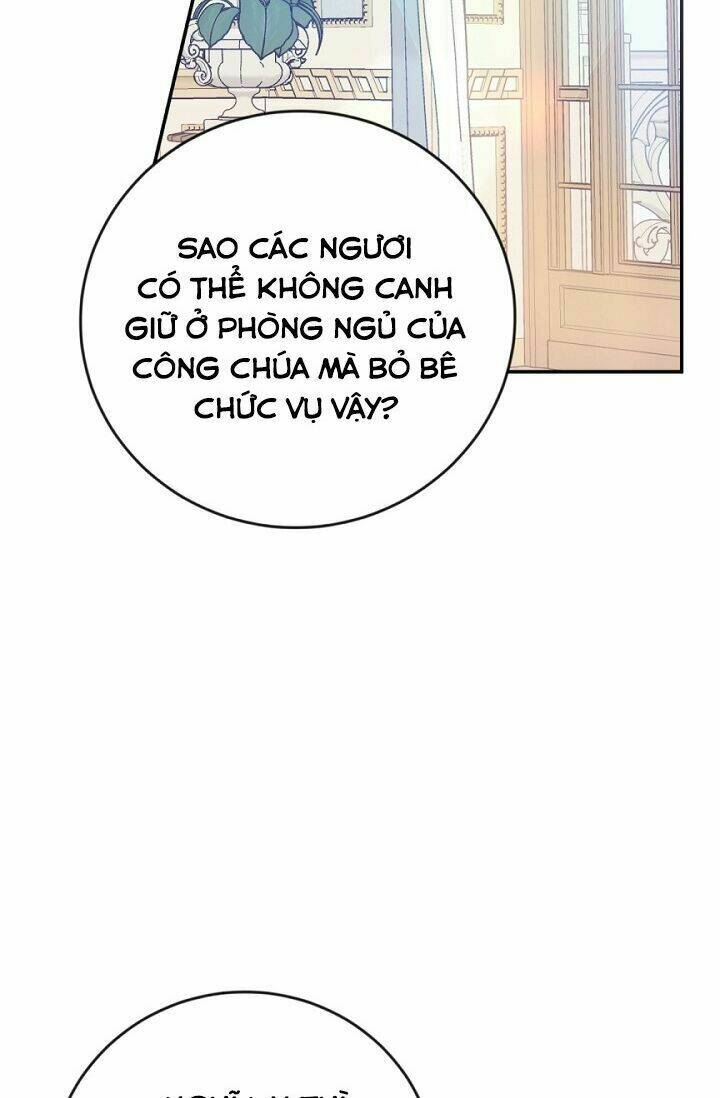 SAO CÁC NGƯƠI
CÓ THỂ KHÔNG CANH
GIỮ Ở PHÒNG NGỦ CỦA
CÔNG CHÚA MÀ BỎ BÊ
CHỨC VỤ VẬY?